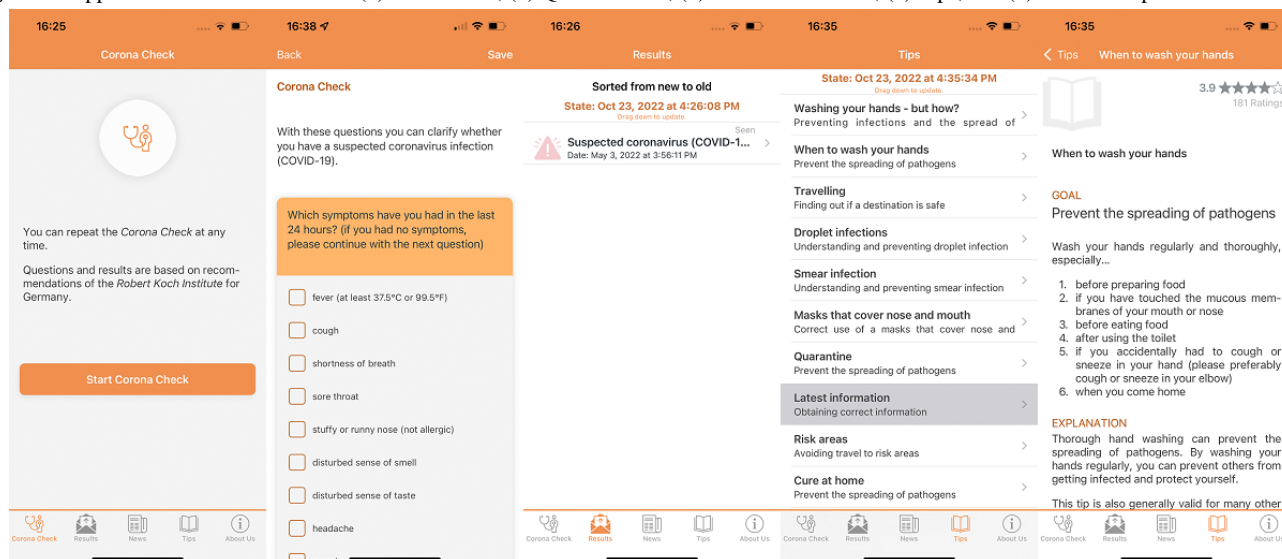 16:25
Corona Check
You can repeat the Corona Check at any
time.
Questions and results are based on recom-
mendations of the Robert Koch Institute for
Germany.
Start Corona Check
Corona Check
Results
News
Tips
About Us
16:38
Back
Save
Corona Check
With these questions you can clarify whether
you have a suspected coronavirus infection
(COVID-19).
Which symptoms have you had in the last
24 hours? (if you had no symptoms,
please continue with the next question)
fever (at least 37.5°C or 99.5°F)
cough
shortness of breath
sore throat
stuffy or runny nose (not allergic)
disturbed sense of smell
disturbed sense of taste
headache
16:26
Results
Sorted from new to old
State: Oct 23, 2022 at 4:26:08 PM
Drag down to update.
Seen
Suspected coronavirus (COVID-1...
Date: May 3, 2022 at 3:56:11 PM
Corona Check
Results
News
Tips
About Us
16:35
Tips
State: Oct 23, 2022 at 4:35:34 PM
Drag down to update.
Washing your hands - but how?
Preventing infections and the spread of
When to wash your hands
Prevent the spreading of pathogens
Travelling
Finding out if a destination is safe
Droplet infections
Understanding and preventing droplet infection
Smear infection
Understanding and preventing smear infection
Masks that cover nose and mouth
Correct use of a masks that cover nose and
Quarantine
Prevent the spreading of pathogens
Latest information
Obtaining correct information
Risk areas
Avoiding travel to risk areas
Cure at home
Prevent the spreading of pathogens
Corona Check
Results
News
Tips
About Us
16:35
Tips
When to wash your hands
3.9
181 Ratings
When to wash your hands
GOAL
Prevent the spreading of pathogens
Wash your hands regularly and thoroughly,
especially...
1. before preparing food
2. if you have touched the mucous mem-
branes of your mouth or nose
3. before eating food
4. after using the toilet
5. if you accidentally had to cough or
sneeze in your hand (please preferably
cough or sneeze in your elbow)
6. when you come home
EXPLANATION
Thorough hand washing can prevent the
spreading of pathogens. By washing your
hands regularly, you can prevent others from
getting infected and protect yourself.
This tip is also generally valid for many other
Corona Check
Results
News
Tips
About Us